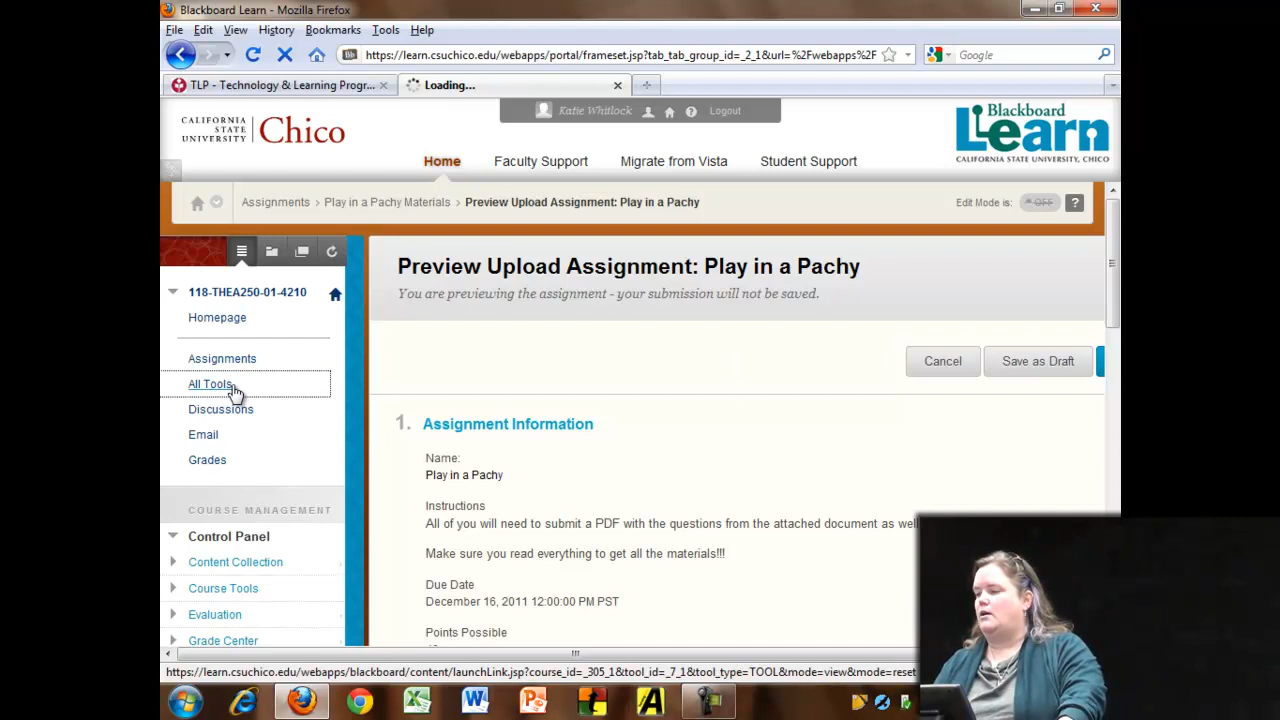 Blackboard Learn - Mozilla Firefox
File Edit View History Bookmarks Tools Help
https://learn.csuchico.edu/webapps/portal/frameset.jsp?tab_tab_group_id=_2_1&url=%2Fwebapps%2F
Google
TLP - Technology & Learning Progr...
Loading...
CALIFORNIA STATE UNIVERSITY, Chico
Katie Whitlock
Logout
Blackboard
Learn
CALIFORNIA STATE UNIVERSITY, CHICO
Home Faculty Support Migrate from Vista Student Support
Assignments > Play in a Pachy Materials > Preview Upload Assignment: Play in a Pachy
Edit Mode is: OFF ?
118-THEA250-01-4210
Homepage
Assignments
All Tools
Discussions
Email
Grades
COURSE MANAGEMENT
Control Panel
Content Collection
Course Tools
Evaluation
Grade Center
Preview Upload Assignment: Play in a Pachy
You are previewing the assignment - your submission will not be saved.
Cancel Save as Draft
1. Assignment Information
Name:
Play in a Pachy
Instructions
All of you will need to submit a PDF with the questions from the attached document as well
Make sure you read everything to get all the materials!!!
Due Date
December 16, 2011 12:00:00 PM PST
Points Possible
https://learn.csuchico.edu/webapps/blackboard/content/launchLink.jsp?course_id=_305_1&tool_id=_7_1&tool_type=TOOL&mode=view&mode=reset